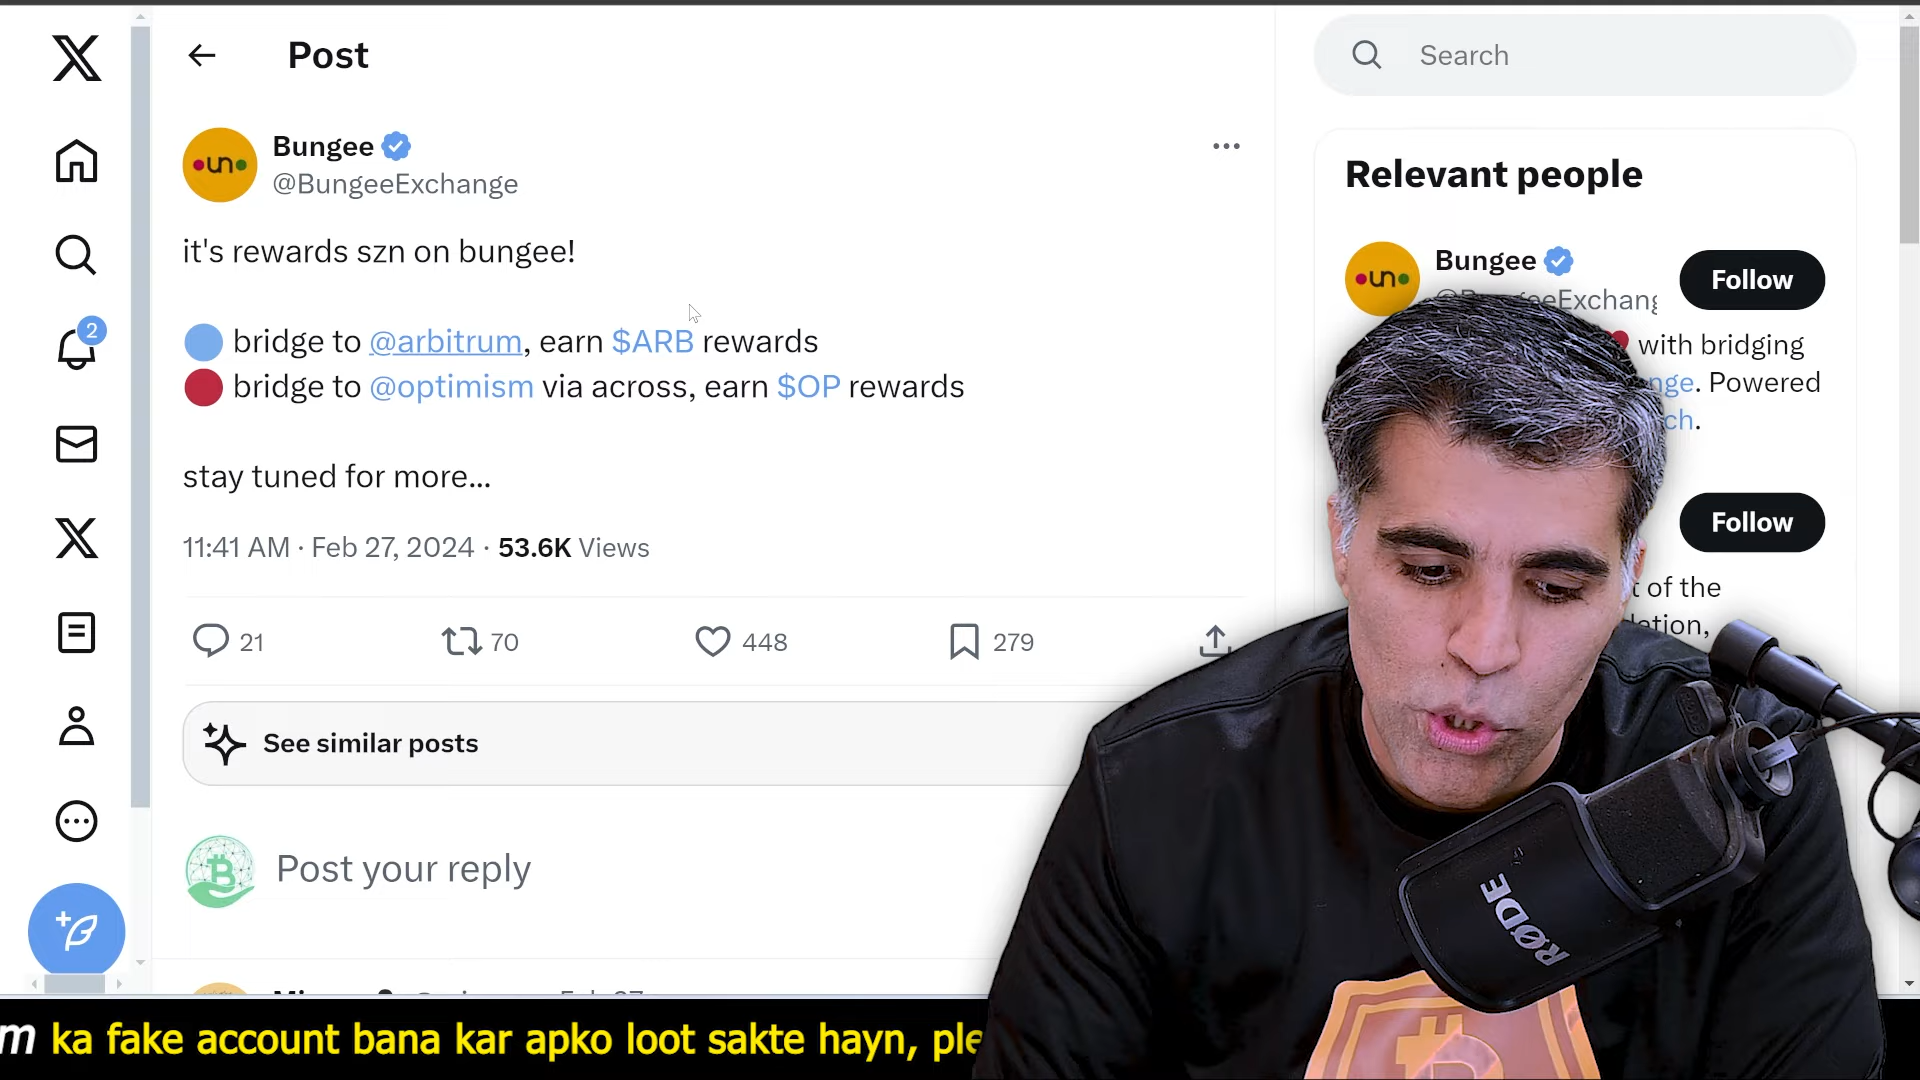 Post
Search
Bungee
@BungeeExchange
it's rewards szn on bungee!
bridge to @arbitrum, earn $ARB rewards
bridge to @optimism via across, earn $OP rewards
stay tuned for more...
11:41 AM · Feb 27, 2024 · 53.6K Views
21
70
448
279
See similar posts
Post your reply
Relevant people
Bungee
Follow
with bridging
Powered
Follow
of the
2
RØDE
ka fake account bana kar apko loot sakte hayn,